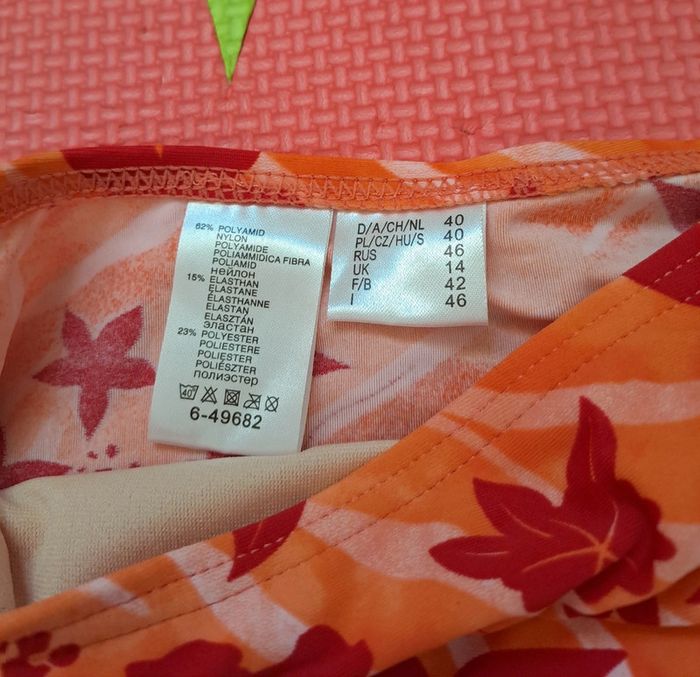 62% POLYAMID
NYLON
POLYAMIDE
POLIAMMIDICA FIBRA
POLIAMID
нейлон
15% ELASTHAN
ELASTANE
ÉLASTHANNE
ELASTAN
ELASZTÁN
эластан
23% POLYESTER
POLIESTERE
POLIESTER
POLIÉSZTER
полиэстер
40°
6-49682
D/A/CH/NL 40
PL/CZ/HU/S 40
RUS 46
UK 14
F/B 42
I 46